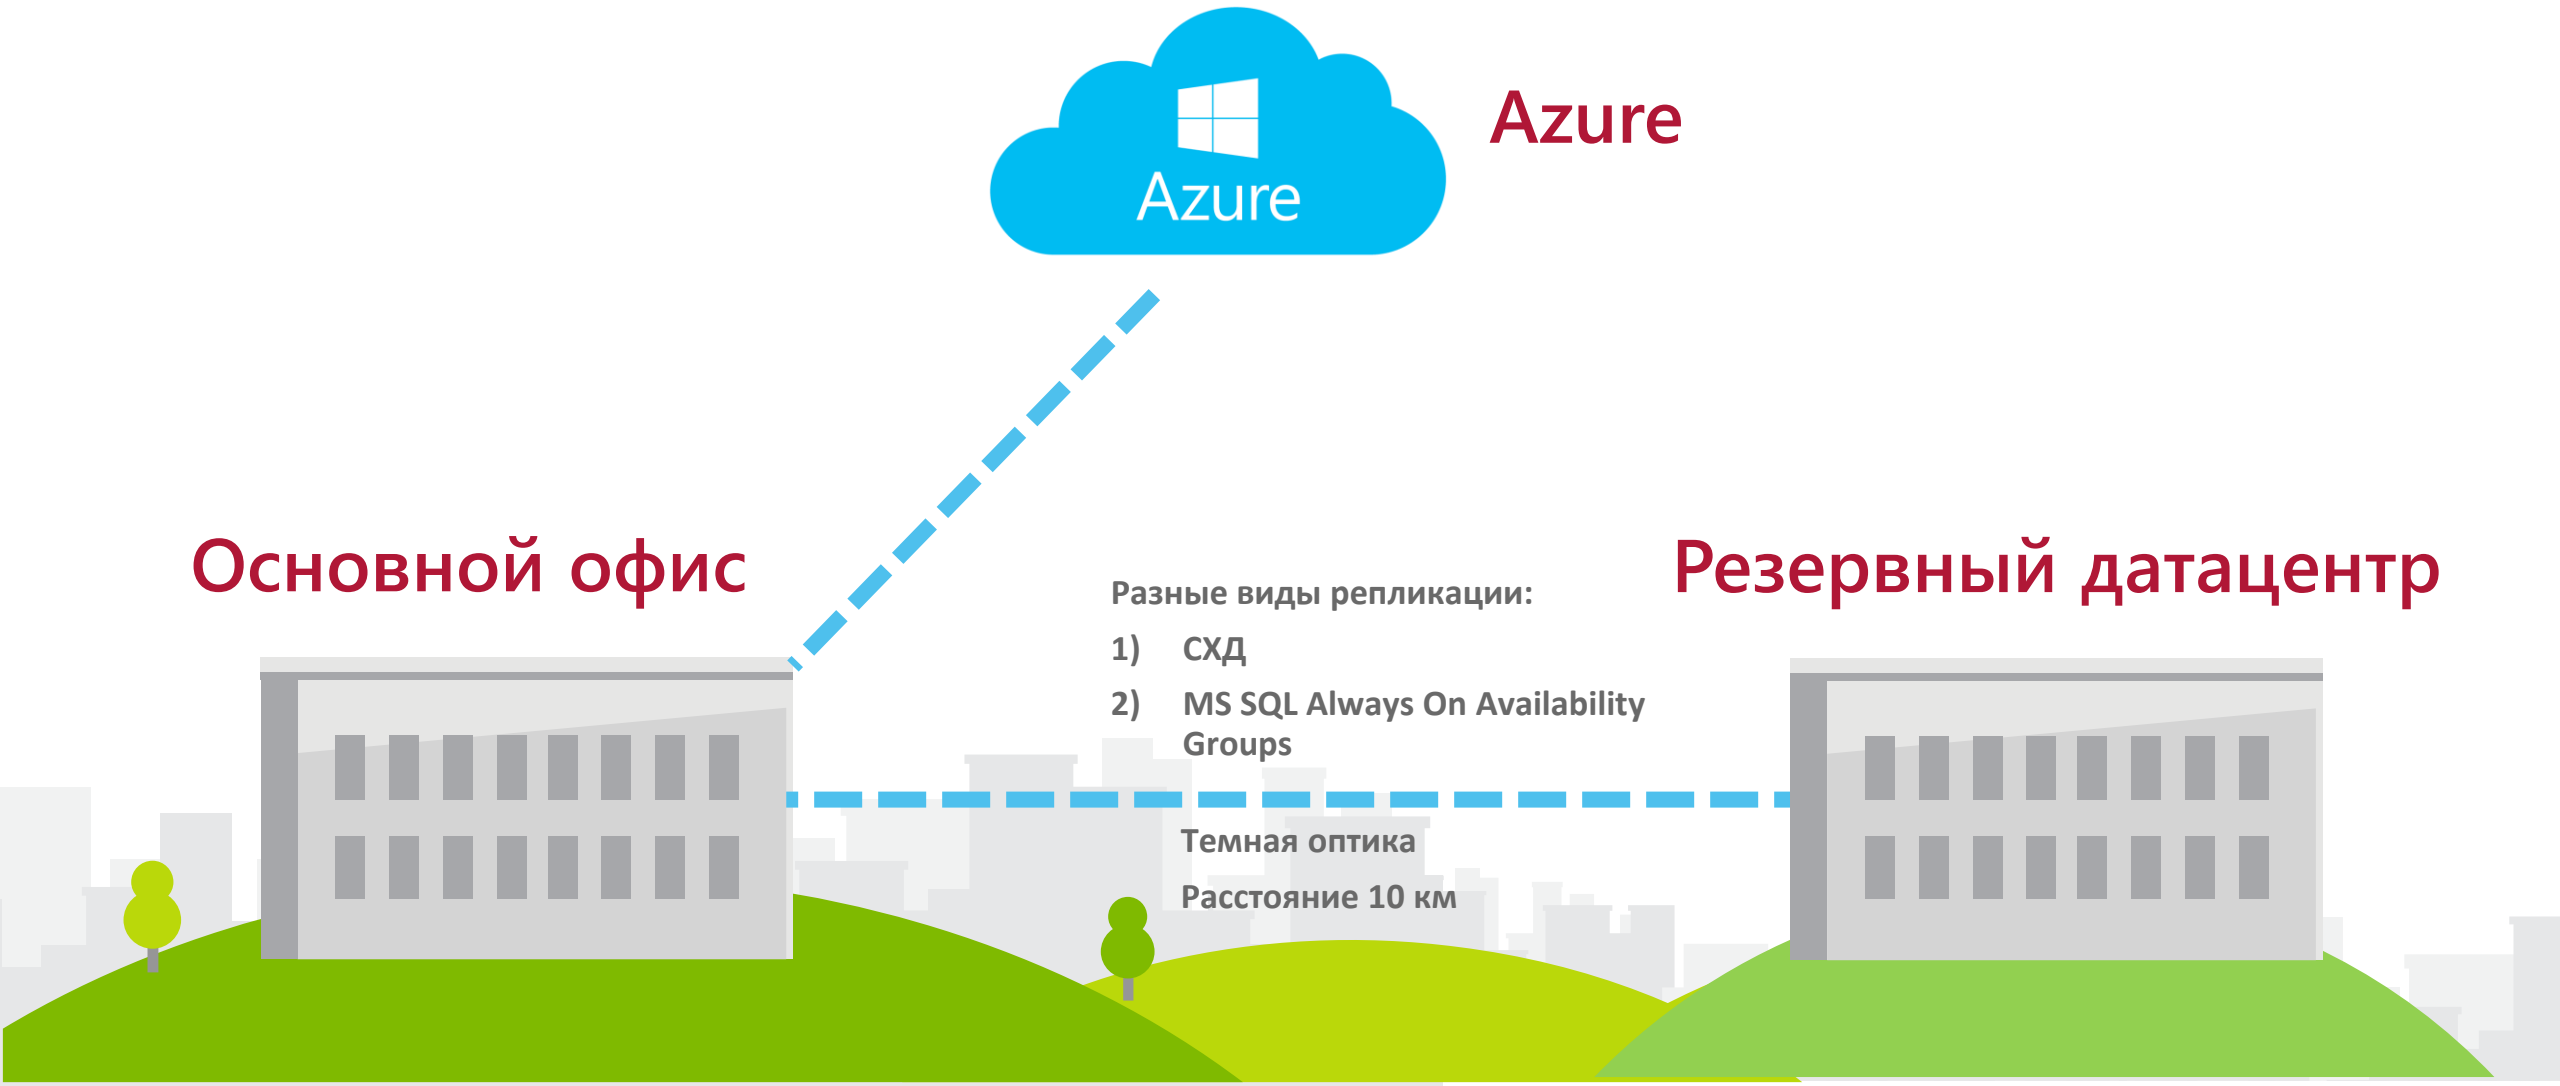 Azure
Azure
Основной офис
Резервный датацентр
Разные виды репликации:
1) СХД
2) MS SQL Always On Availability
Groups
Темная оптика
Расстояние 10 км